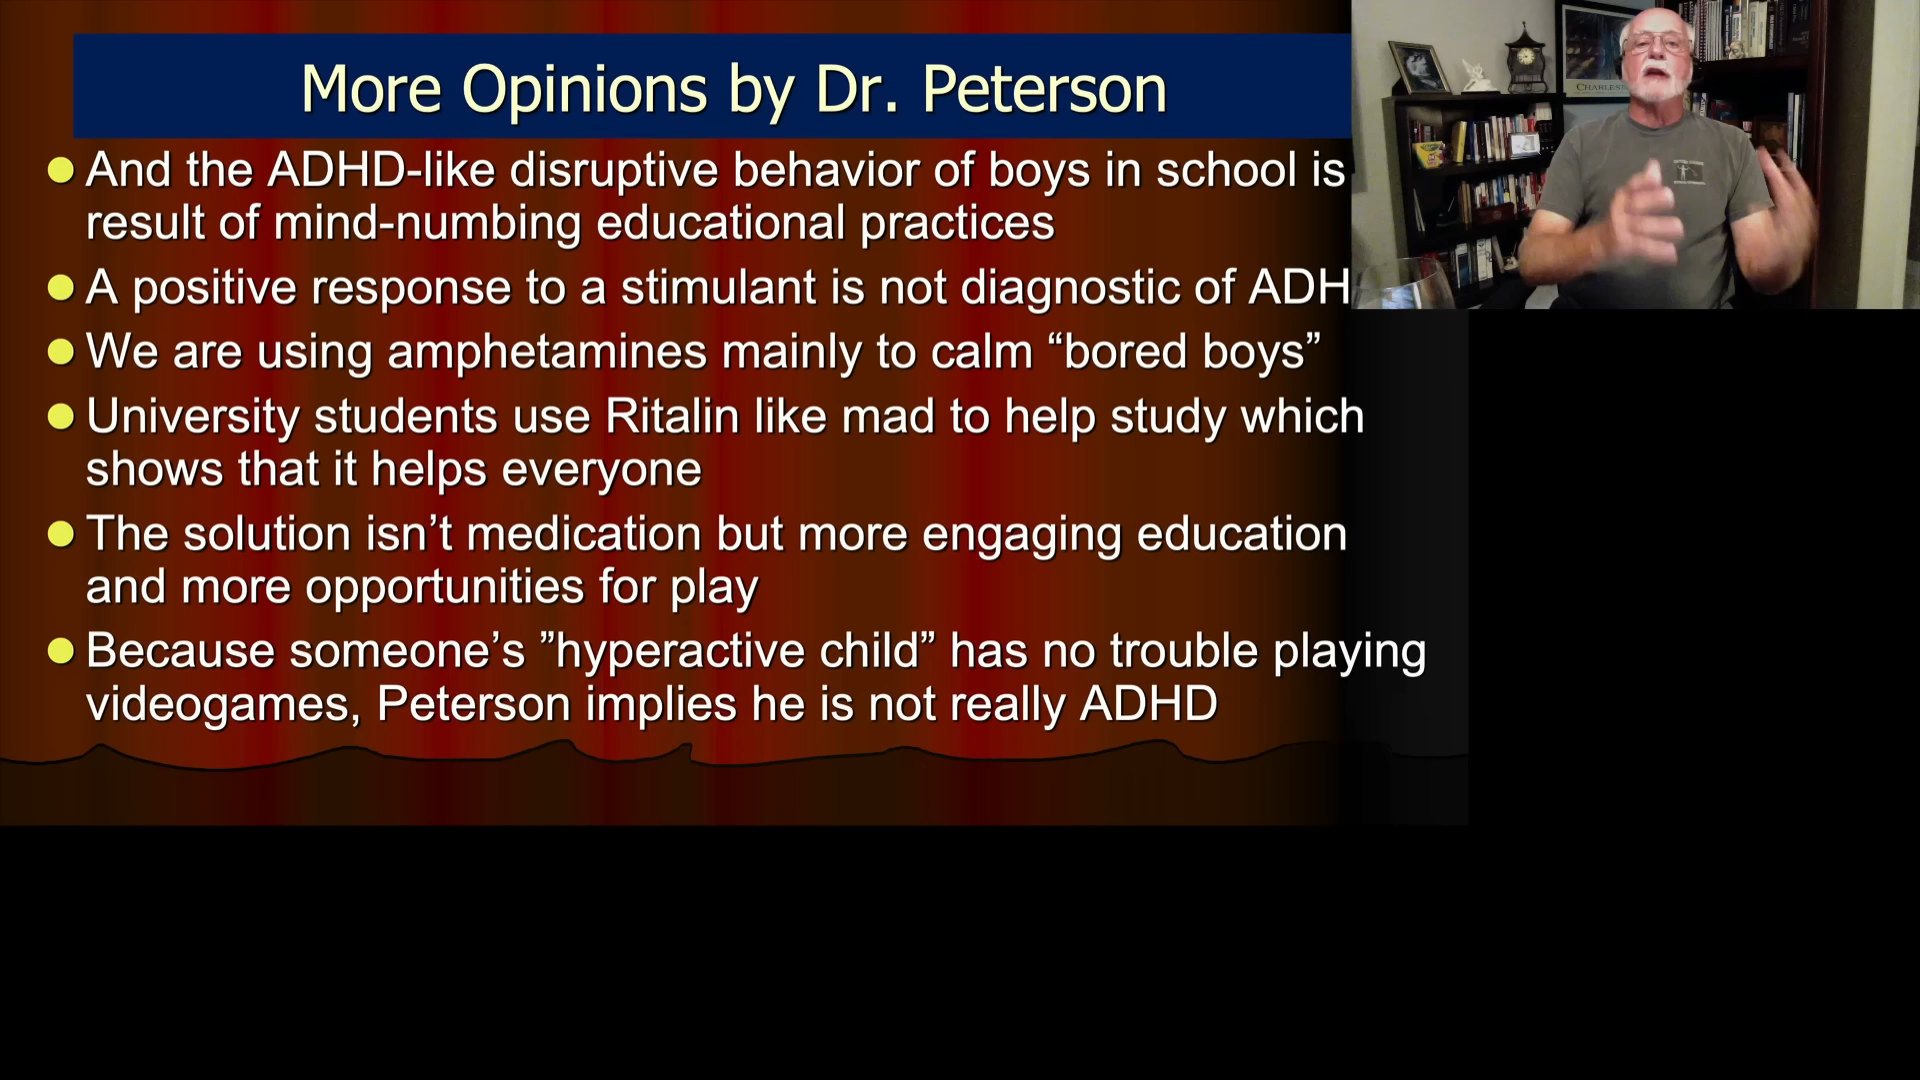 More Opinions by Dr. Peterson
And the ADHD-like disruptive behavior of boys in school is
result of mind-numbing educational practices
A positive response to a stimulant is not diagnostic of ADH
We are using amphetamines mainly to calm “bored boys”
University students use Ritalin like mad to help study which
shows that it helps everyone
The solution isn’t medication but more engaging education
and more opportunities for play
Because someone’s ”hyperactive child” has no trouble playing
videogames, Peterson implies he is not really ADHD